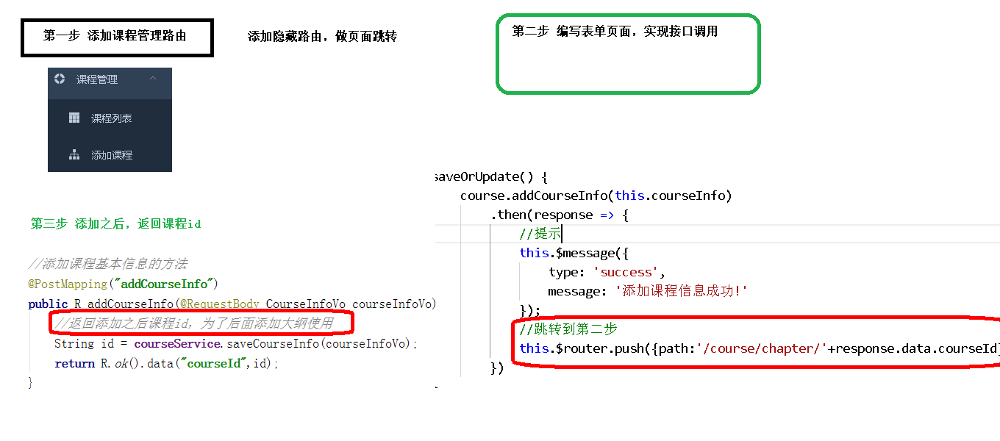 第一步 添加课程管理路由
添加隐藏路由，做页面跳转
课程管理
课程列表
添加课程
第二步 编写表单页面，实现接口调用
第三步 添加之后，返回课程id
//添加课程基本信息的方法
@PostMapping("addCourseInfo")
public R addCourseInfo(@RequestBody CourseInfoVo courseInfoVo)
//返回添加之后课程id，为了后面添加大纲使用
String id = courseService.saveCourseInfo(courseInfoVo);
return R.ok().data("courseId",id);
}
saveOrUpdate() {
course.addCourseInfo(this.courseInfo)
.then(response => {
//提示
this.$message({
type: 'success',
message: '添加课程信息成功!'
});
//跳转到第二步
this.$router.push({path:'/course/chapter/'+response.data.courseId}
})